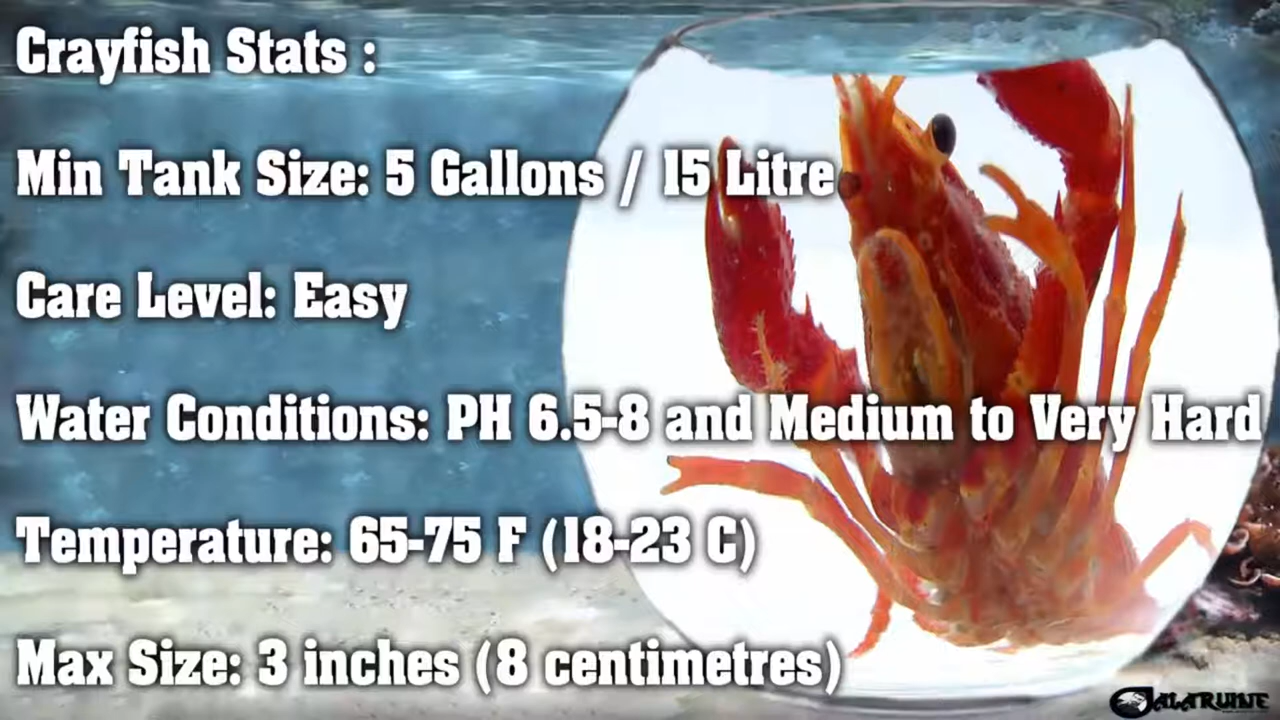 Crayfish Stats :
Min Tank Size: 5 Gallons / 15 Litre
Care Level: Easy
Water Conditions: PH 6.5-8 and Medium to Very Hard
Temperature: 65-75 F (18-23 C)
Max Size: 3 inches (8 centimetres)